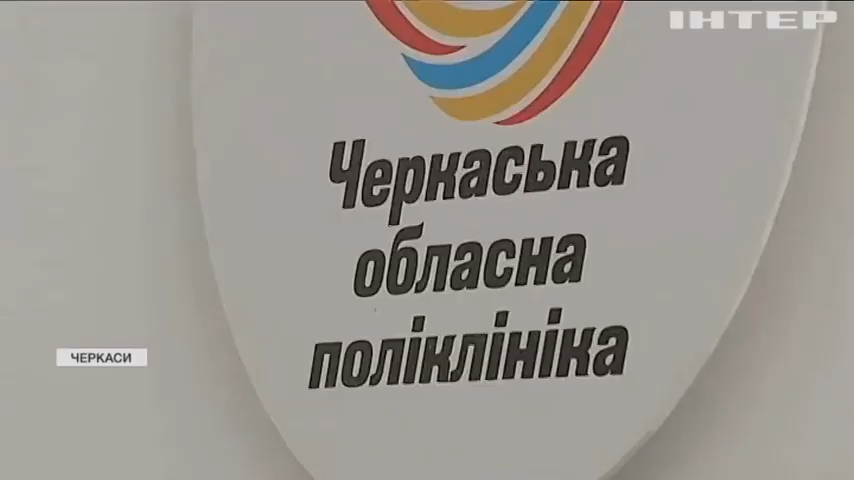 ІНТЕР
Черкаська
обласна
поліклініка
ЧЕРКАСИ